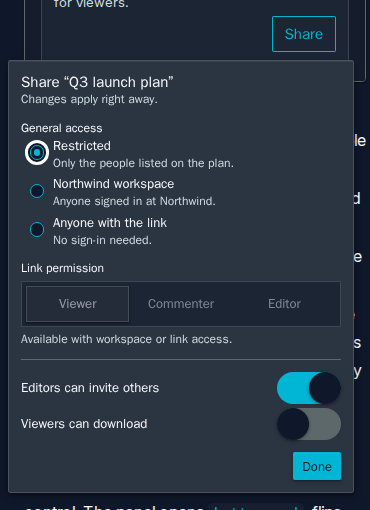 for viewers.
Share
Share “Q3 launch plan”
Changes apply right away.
General access
Restricted
Only the people listed on the plan.
Northwind workspace
Anyone signed in at Northwind.
Anyone with the link
No sign-in needed.
Link permission
Viewer
Commenter
Editor
Available with workspace or link access.
Editors can invite others
Viewers can download
Done